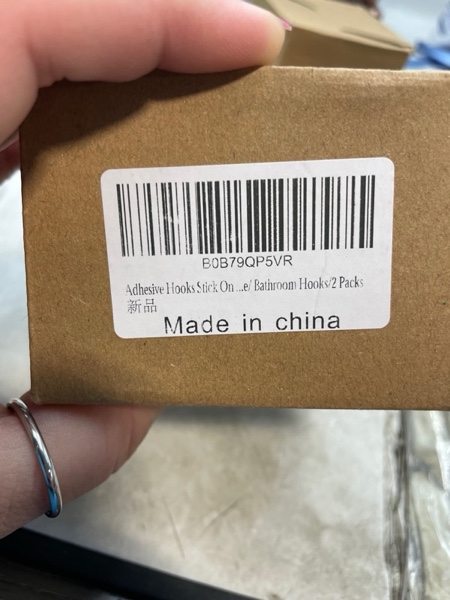 B0B79QP5VR
Adhesive Hooks Stick On ...e/ Bathroom Hooks/2 Packs
新品
Made in china